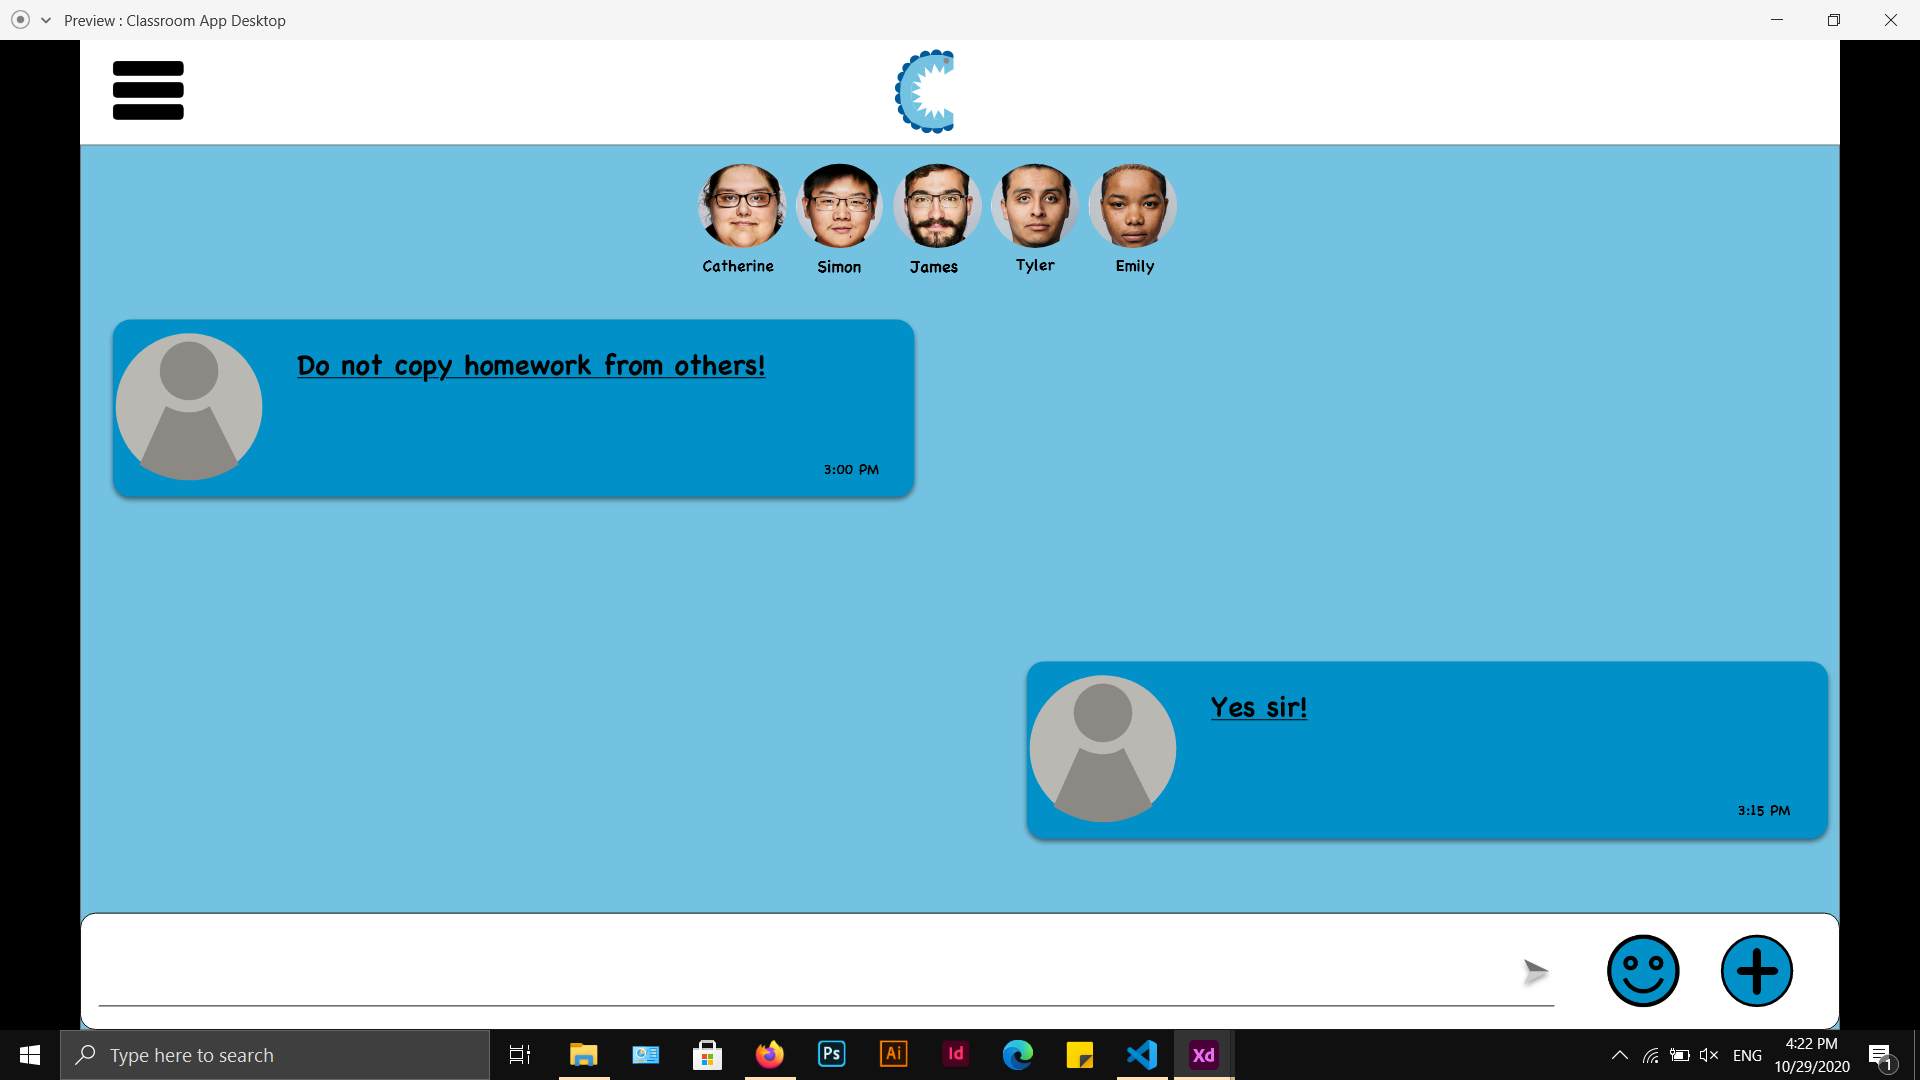 Preview : Classroom App Desktop
Catherine Simon James Tyler Emily
Do not copy homework from others!
3:00 PM
Yes sir!
3:15 PM
Type here to search
Ps Ai Id Xd
ENG
4:22 PM
10/29/2020
1